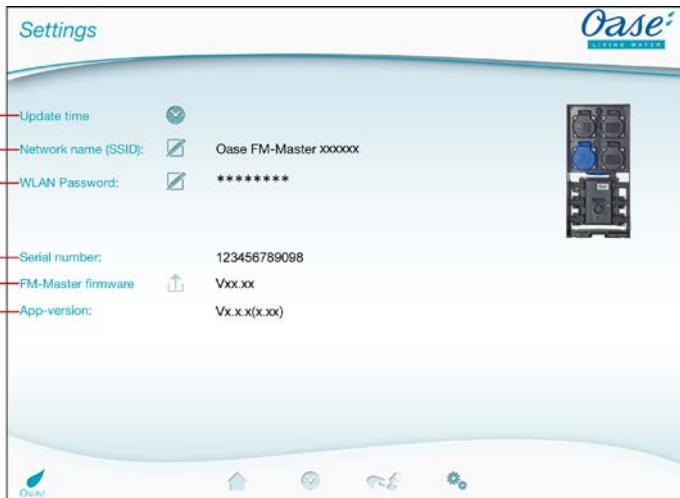 Settings
Oase
LIVING WATER
Update time
Network name (SSID): Oase FM-Master xxxxxx
WLAN Password: ********
Serial number: 123456789098
FM-Master firmware Vxx.xx
App-version: Vx.x.x(x.xx)
ONLINE